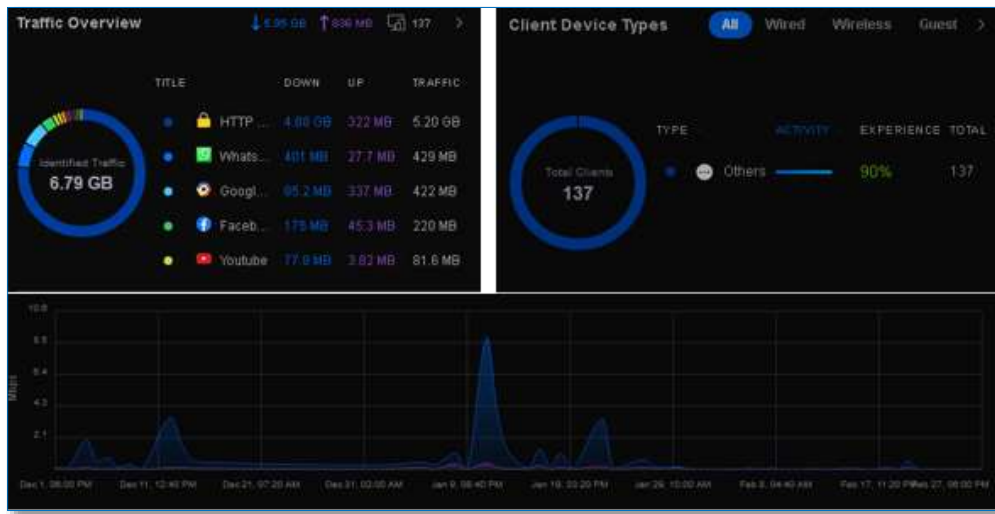 Traffic Overview
5.95 GB 836 MB 137
TITLE DOWN UP TRAFFIC
HTTP ... 4.88 GB 322 MB 5.20 GB
Whats... 401 MB 27.7 MB 429 MB
Googl... 85.2 MB 337 MB 422 MB
Faceb... 175 MB 45.3 MB 220 MB
Youtube 77.8 MB 3.82 MB 81.6 MB
Identified Traffic
6.79 GB
Client Device Types All Wired Wireless Guest
TYPE ACTIVITY EXPERIENCE TOTAL
Others 90% 137
Total Clients
137
Mbps
6.4
4.3
2.1
Dec 1, 06:00 PM Dec 11, 12:40 PM Dec 21, 07:20 AM Dec 31, 02:00 AM Jan 9, 08:40 PM Jan 19, 03:20 PM Jan 29, 10:00 AM Feb 8, 04:40 AM Feb 17, 11:20 PM Feb 27, 06:00 PM